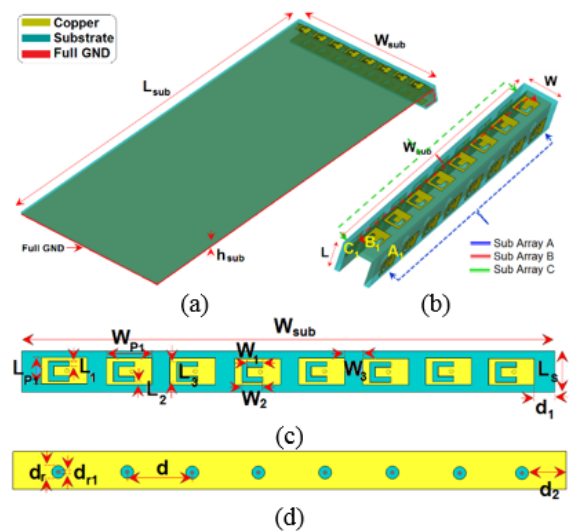 Copper
Substrate
Full GND
Wsub
Lsub
Full GND
hsub
(a)
W
Wsub
L
C1
B1
A1
Sub Array A
Sub Array B
Sub Array C
(b)
WP1
Wsub
LP1
L1
L2
L3
W1
W2
W3
Ls
d1
(c)
dr
dr1
d
d2
(d)